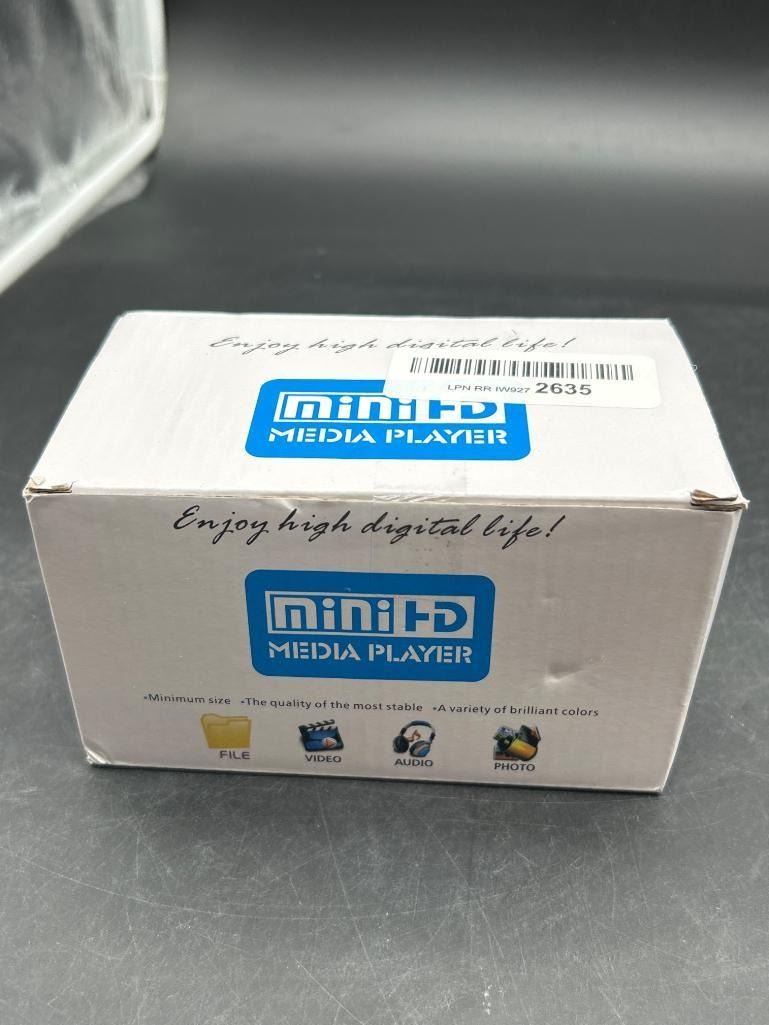 Enjoy high digital life!
LPN RR IW927 2635
mini HD
MEDIA PLAYER
Enjoy high digital life!
mini HD
MEDIA PLAYER
•Minimum size •The quality of the most stable •A variety of brilliant colors
FILE VIDEO AUDIO PHOTO